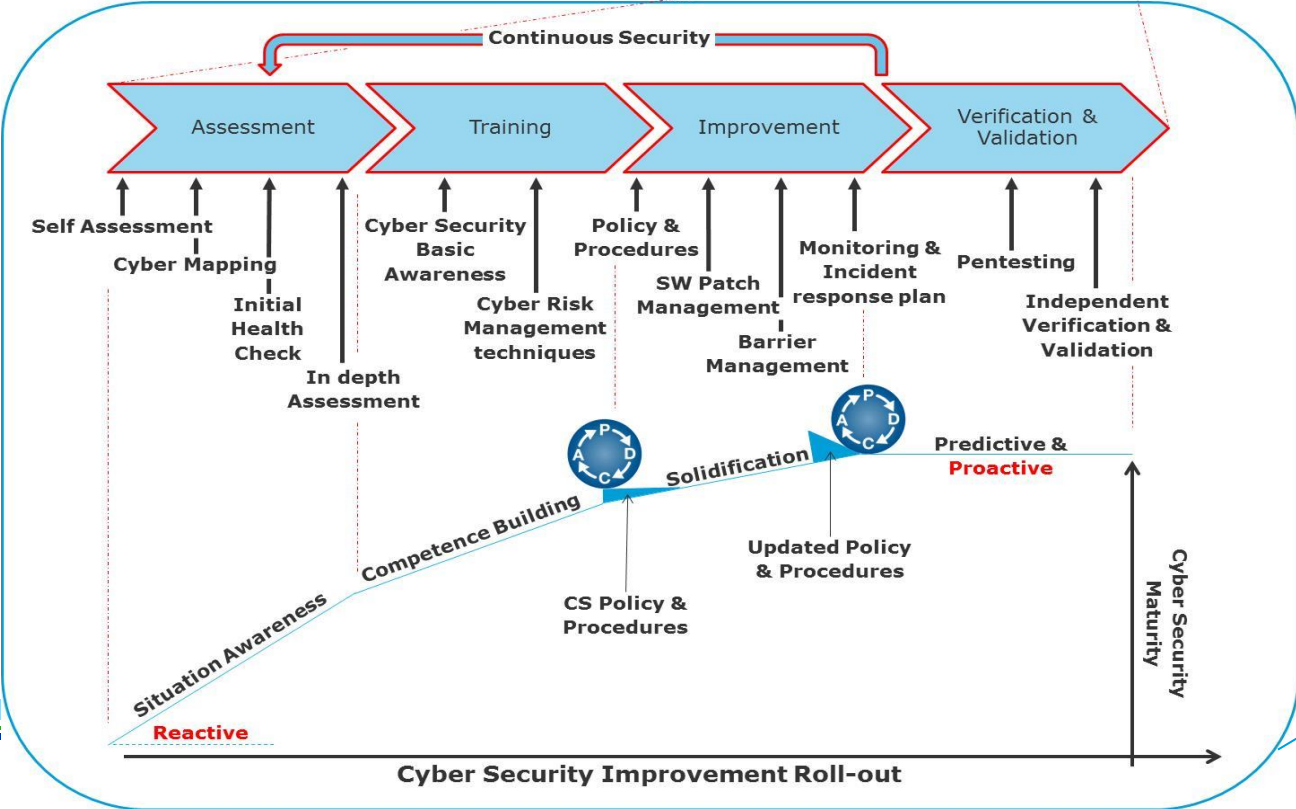 Continuous Security
Assessment
Training
Improvement
Verification &
Validation
Self Assessment
Cyber Mapping
Initial
Health
Check
In depth
Assessment
Cyber Security
Basic
Awareness
Cyber Risk
Management
techniques
Policy &
Procedures
SW Patch
Management
Barrier
Management
Monitoring &
Incident
response plan
Pentesting
Independent
Verification &
Validation
P
D
C
A
P
D
C
A
Situation Awareness
Competence Building
Solidification
Predictive &
Proactive
CS Policy &
Procedures
Updated Policy
& Procedures
Reactive
Cyber Security
Maturity
Cyber Security Improvement Roll-out